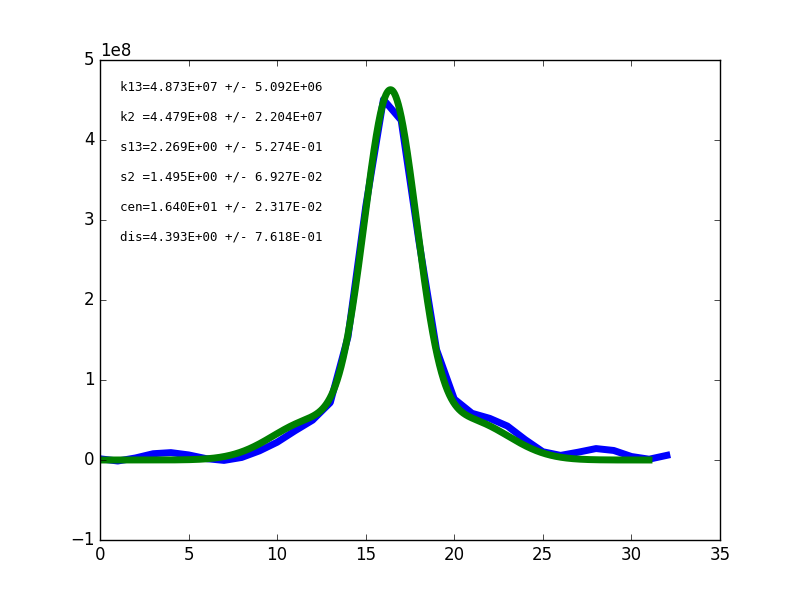 1e8
5
k13=4.873E+07 +/- 5.092E+06
k2 =4.479E+08 +/- 2.204E+07
4
s13=2.269E+00 +/- 5.274E-01
s2 =1.495E+00 +/- 6.927E-02
cen=1.640E+01 +/- 2.317E-02
3
dis=4.393E+00 +/- 7.618E-01
2
1
0
−1
0 5 10 15 20 25 30 35